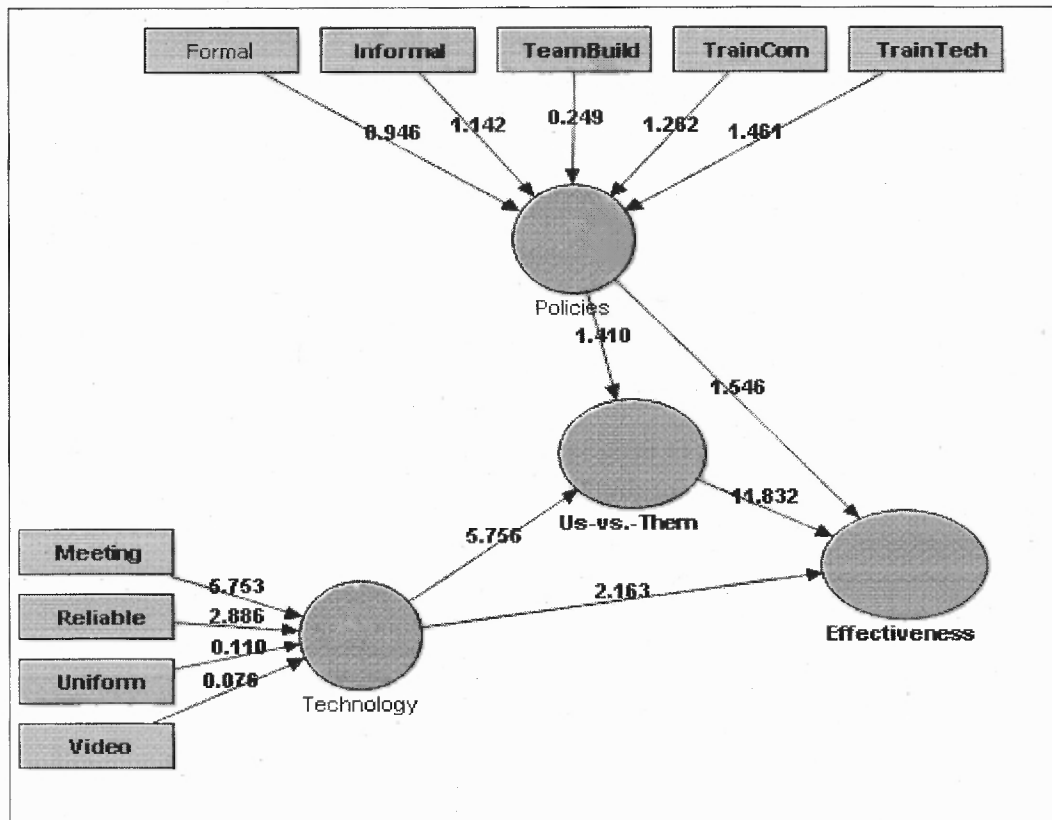 Formal
Informal
TeamBuild
TrainCom
TrainTech
0.946
1.142
0.249
1.262
1.461
Policies
1.410
1.546
Us-vs.-Them
11.832
5.756
Meeting
5.753
Reliable
2.886
2.163
Effectiveness
0.110
Uniform
0.076
Technology
Video